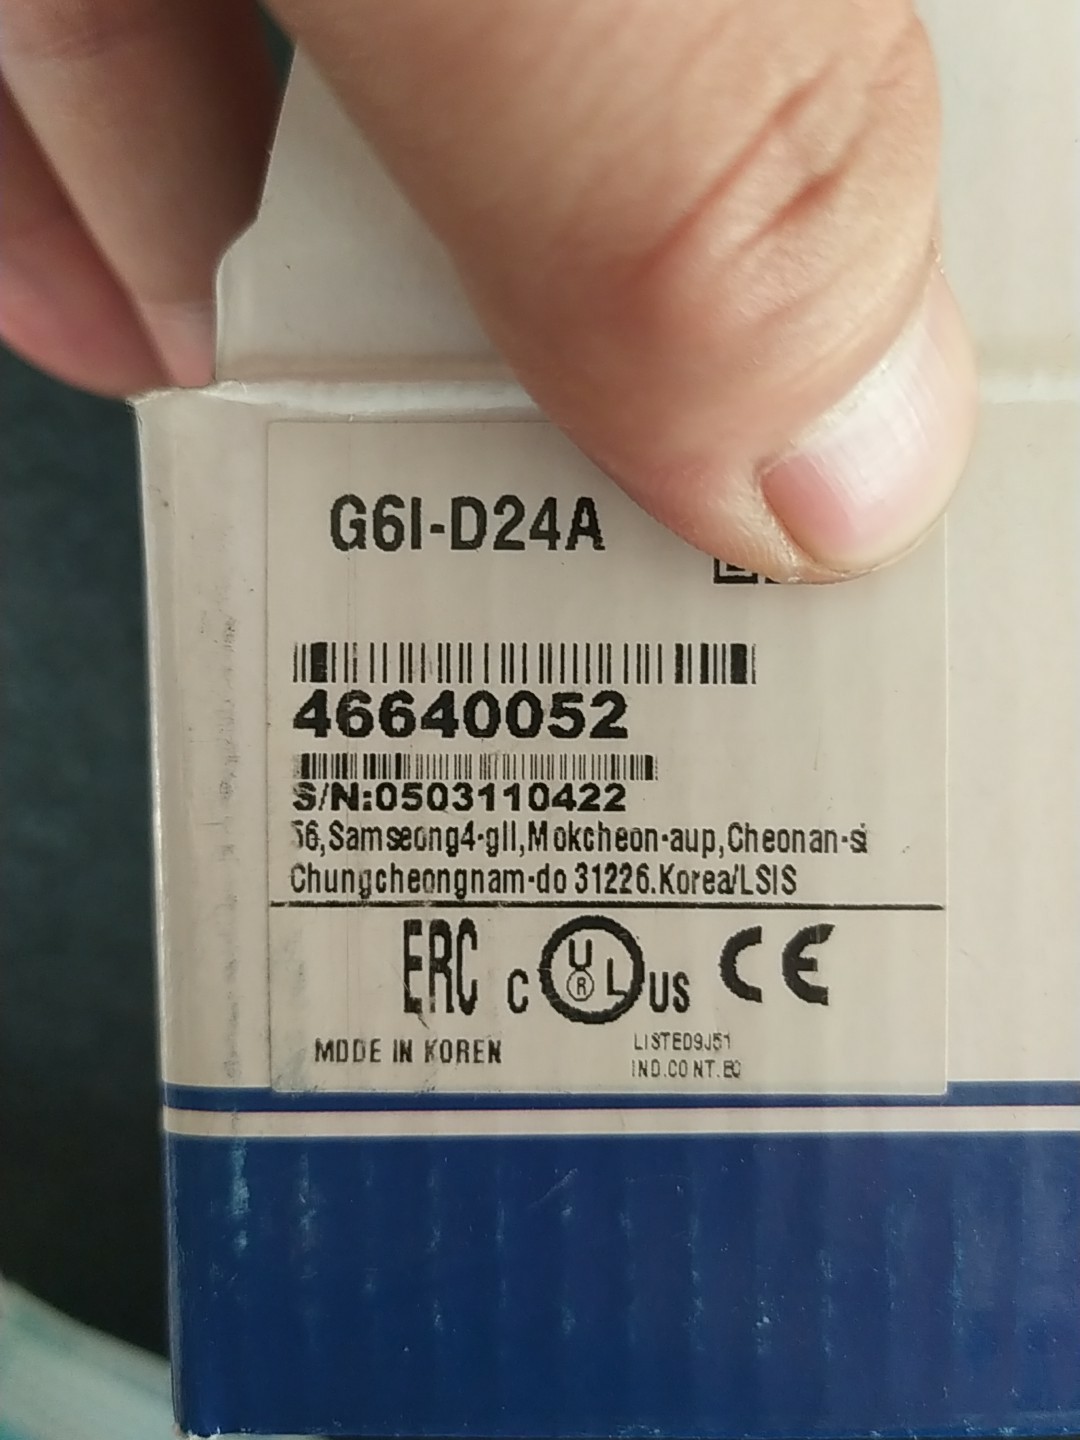 G6I-D24A
46640052
S/N:0503110422
56,Samseong4-gil,Mokcheon-aup,Cheonan-si
Chungcheongnam-do 31226.Korea/LSIS
ERC C UL® US CE
MODE IN KOREN
LISTED9J51
IND.CONT.EQ